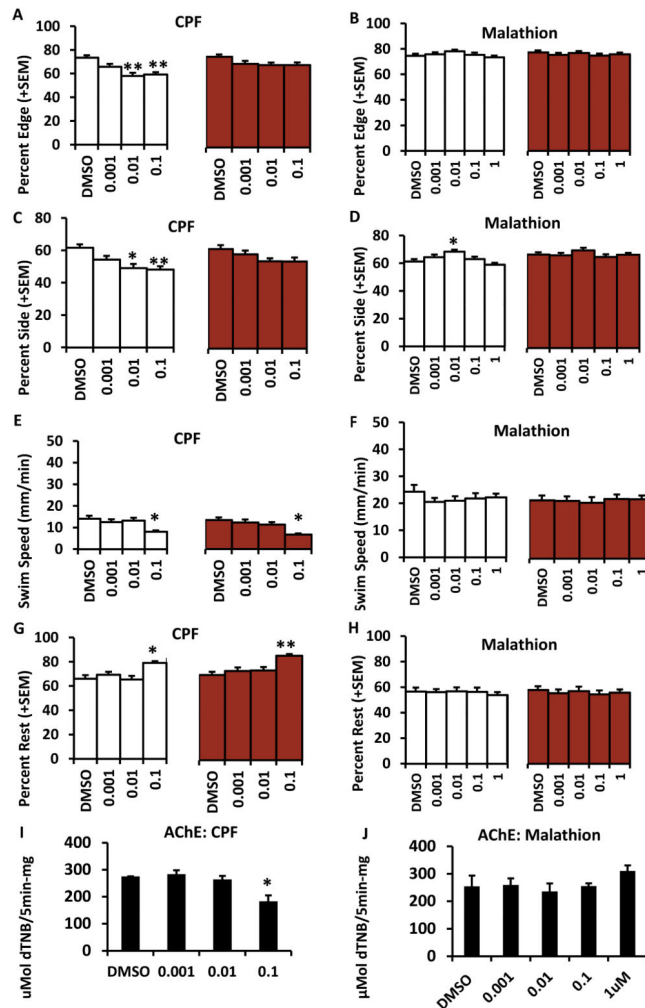 A
CPF
Percent Edge (+SEM)
100
80
60
40
20
0
** **
DMSO
0.001
0.01
0.1
DMSO
0.001
0.01
0.1
B
Malathion
Percent Edge (+SEM)
100
80
60
40
20
0
DMSO
0.001
0.01
0.1
1
DMSO
0.001
0.01
0.1
1
C
CPF
Percent Side (+SEM)
80
60
40
20
0
* **
DMSO
0.001
0.01
0.1
DMSO
0.001
0.01
0.1
D
Malathion
Percent Side (+SEM)
80
60
40
20
0
*
DMSO
0.001
0.01
0.1
1
DMSO
0.001
0.01
0.1
1
E
CPF
Swim Speed (mm/min)
50
40
30
20
10
0
* *
DMSO
0.001
0.01
0.1
DMSO
0.001
0.01
0.1
F
Malathion
Swim Speed (mm/min)
50
40
30
20
10
0
DMSO
0.001
0.01
0.1
1
DMSO
0.001
0.01
0.1
1
G
CPF
Percent Rest (+SEM)
100
80
60
40
20
0
* **
DMSO
0.001
0.01
0.1
DMSO
0.001
0.01
0.1
H
Malathion
Percent Rest (+SEM)
100
80
60
40
20
0
DMSO
0.001
0.01
0.1
1
DMSO
0.001
0.01
0.1
1
I
AChE: CPF
uMol dTNB/5min-mg
400
300
200
100
0
*
DMSO 0.001 0.01 0.1
J
AChE: Malathion
μMol dTNB/5min-mg
400
300
200
100
0
DMSO
0.001
0.01
0.1
1uM